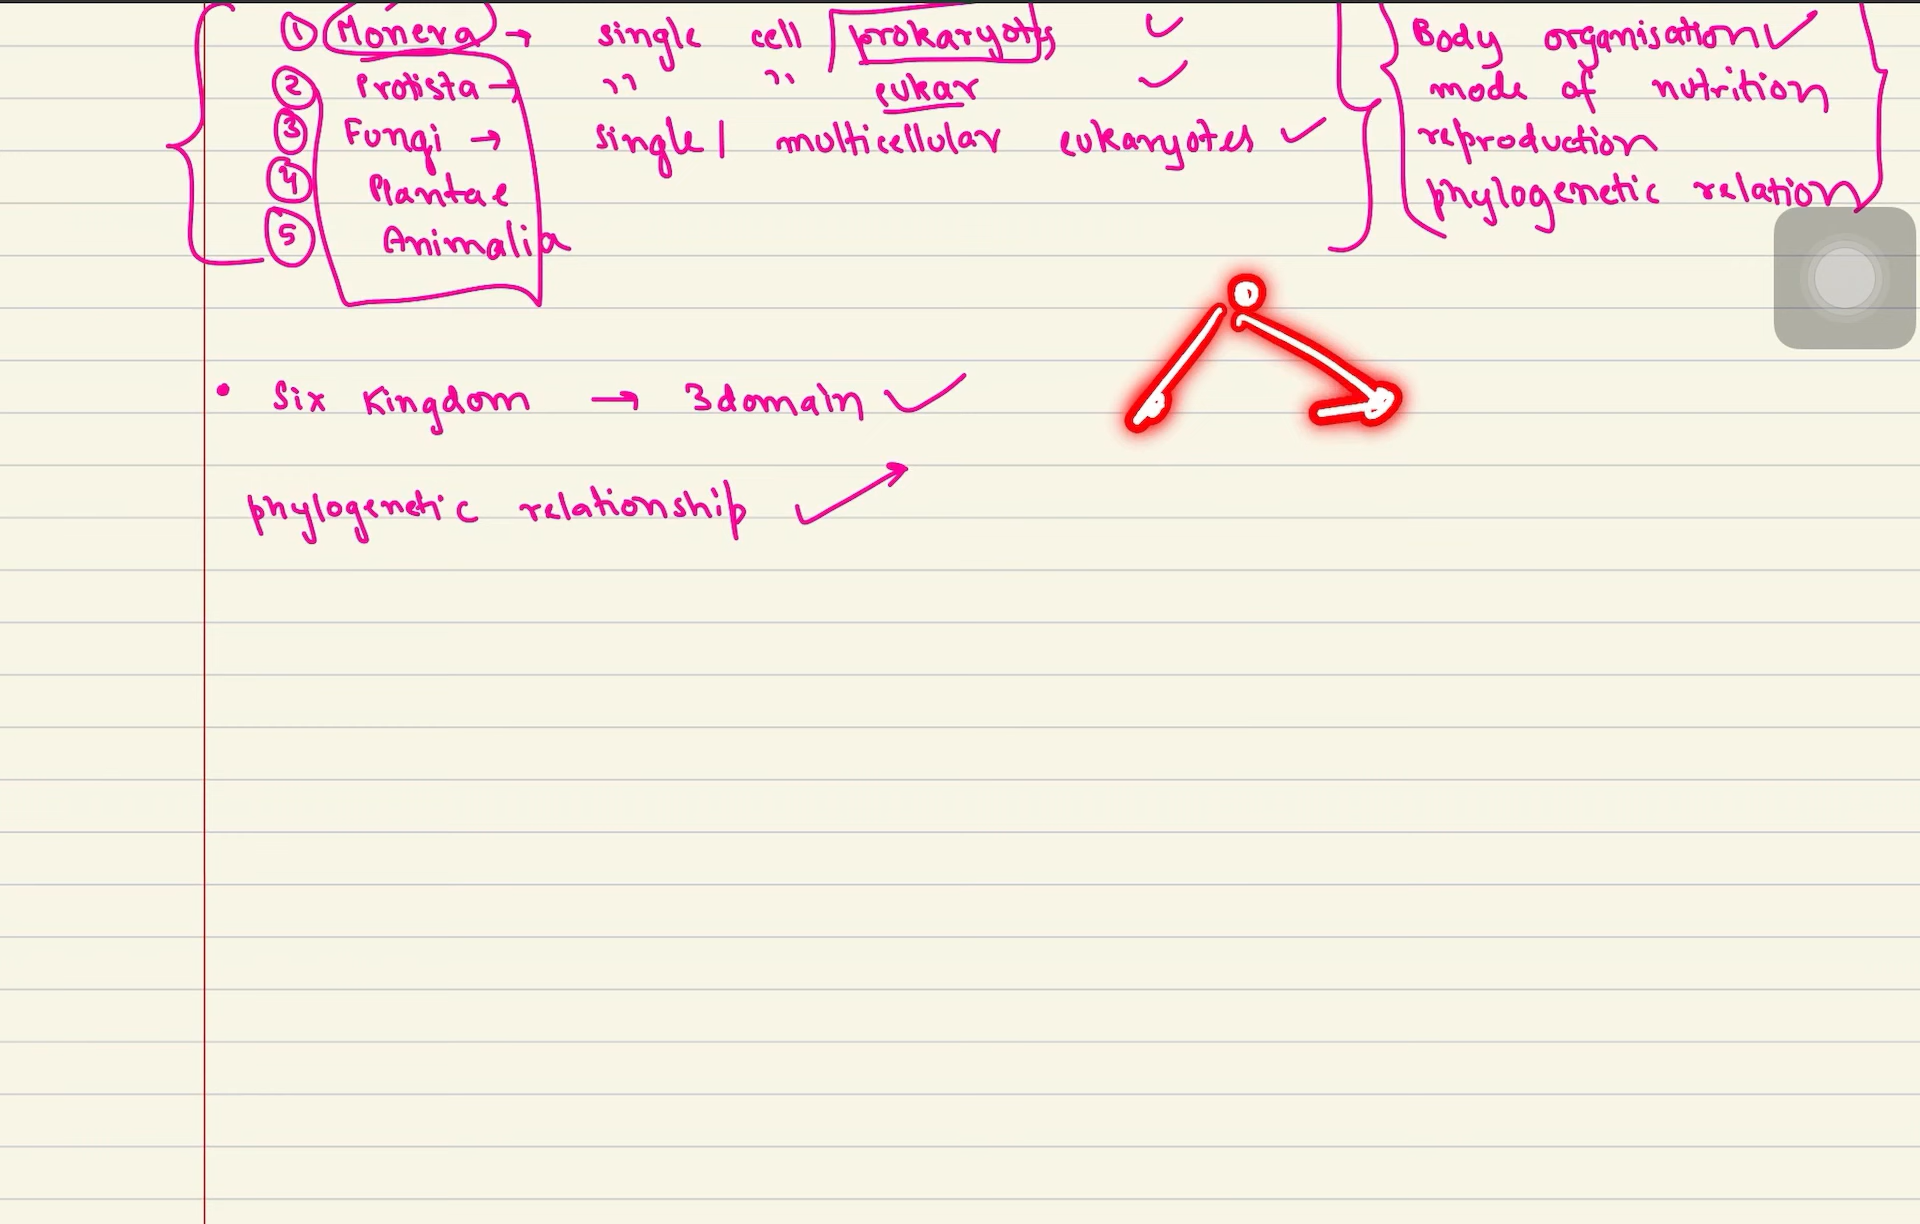 ① Monera → single cell prokaryotes ✓
② Protista → " " eukar ✓
③ Fungi → single / multicellular eukaryotes ✓
④ Plantae
⑤ Animalia
Body organisation ✓
mode of nutrition
reproduction
phylogenetic relation
• Six Kingdom → 3 domain ✓
phylogenetic relationship ✓